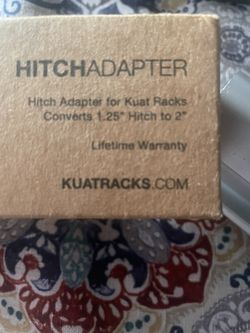 HITCHADAPTER
Hitch Adapter for Kuat Racks
Converts 1.25" Hitch to 2"
Lifetime Warranty
KUATRACKS.COM